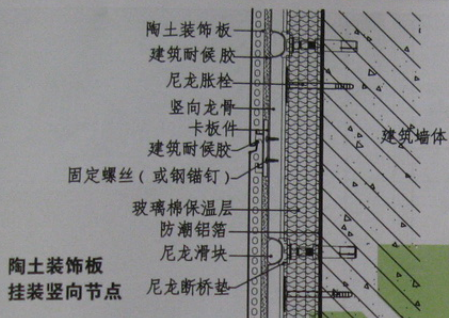 陶土装饰板
建筑耐候胶
尼龙胀栓
竖向龙骨
卡板件
建筑耐候胶
固定螺丝(或钢锚钉)
建筑墙体
玻璃棉保温层
防潮铝箔
尼龙滑块
尼龙断桥垫
陶土装饰板
挂装竖向节点